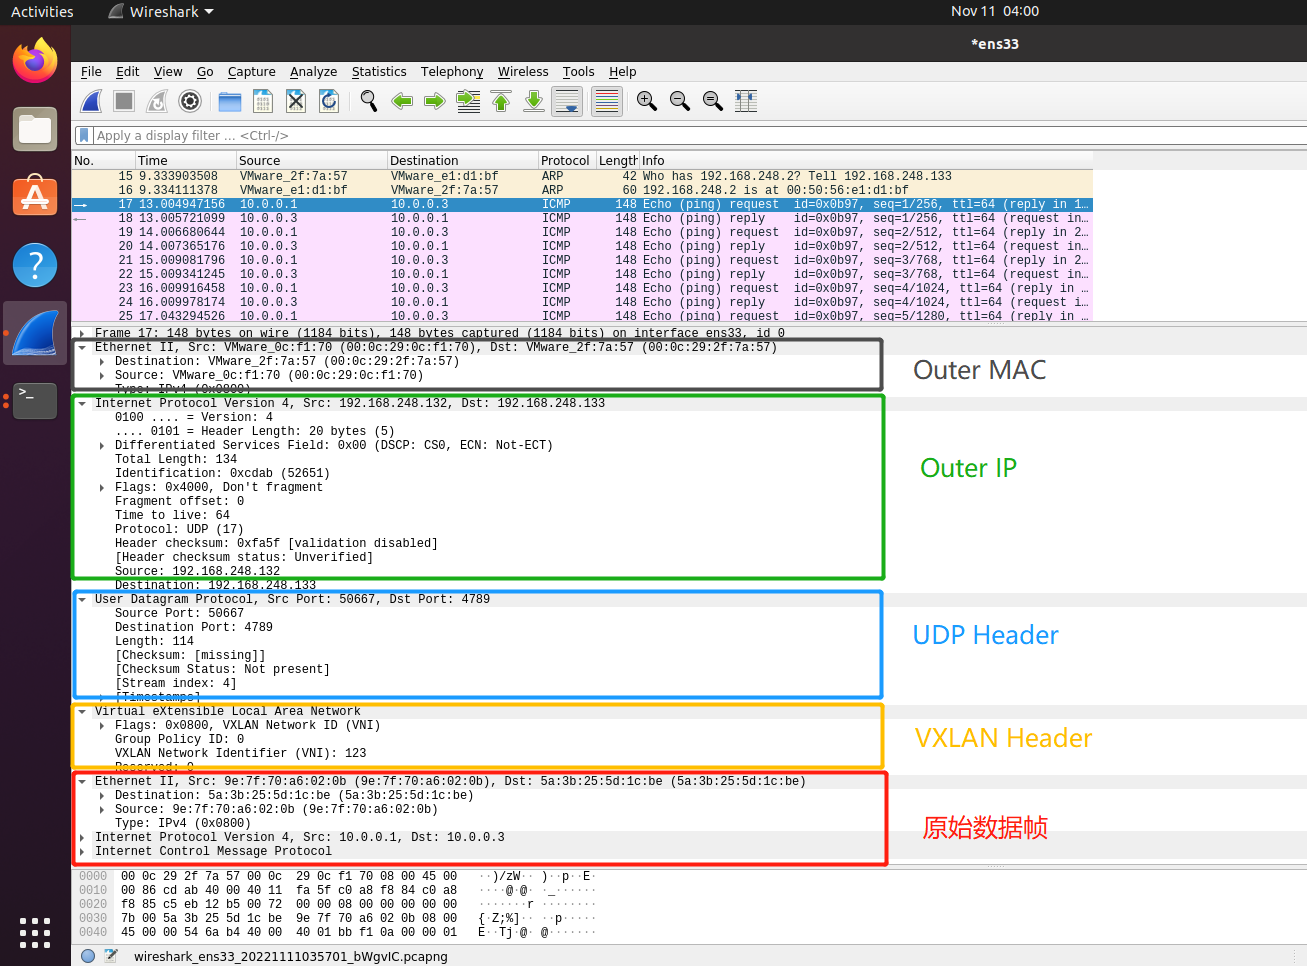 Activities Wireshark Nov 11 04:00
*ens33
File Edit View Go Capture Analyze Statistics Telephony Wireless Tools Help
Apply a display filter … <Ctrl-/>
No. Time Source Destination Protocol Length Info
15 9.333903508 VMware_2f:7a:57 VMware_e1:d1:bf ARP 42 Who has 192.168.248.2? Tell 192.168.248.133
16 9.334111378 VMware_e1:d1:bf VMware_2f:7a:57 ARP 60 192.168.248.2 is at 00:50:56:e1:d1:bf
17 13.004947156 10.0.0.1 10.0.0.3 ICMP 148 Echo (ping) request id=0x0b97, seq=1/256, ttl=64 (reply in 1…
18 13.005721099 10.0.0.3 10.0.0.1 ICMP 148 Echo (ping) reply id=0x0b97, seq=1/256, ttl=64 (request in…
19 14.006680644 10.0.0.1 10.0.0.3 ICMP 148 Echo (ping) request id=0x0b97, seq=2/512, ttl=64 (reply in 2…
20 14.007365176 10.0.0.3 10.0.0.1 ICMP 148 Echo (ping) reply id=0x0b97, seq=2/512, ttl=64 (request in…
21 15.009081796 10.0.0.1 10.0.0.3 ICMP 148 Echo (ping) request id=0x0b97, seq=3/768, ttl=64 (reply in 2…
22 15.009341245 10.0.0.3 10.0.0.1 ICMP 148 Echo (ping) reply id=0x0b97, seq=3/768, ttl=64 (request in…
23 16.009916458 10.0.0.1 10.0.0.3 ICMP 148 Echo (ping) request id=0x0b97, seq=4/1024, ttl=64 (reply in …
24 16.009978174 10.0.0.3 10.0.0.1 ICMP 148 Echo (ping) reply id=0x0b97, seq=4/1024, ttl=64 (request i…
25 17.043294526 10.0.0.1 10.0.0.3 ICMP 148 Echo (ping) request id=0x0b97, seq=5/1280, ttl=64 (reply in …
Frame 17: 148 bytes on wire (1184 bits), 148 bytes captured (1184 bits) on interface ens33, id 0
Ethernet II, Src: VMware_0c:f1:70 (00:0c:29:0c:f1:70), Dst: VMware_2f:7a:57 (00:0c:29:2f:7a:57)
Destination: VMware_2f:7a:57 (00:0c:29:2f:7a:57)
Source: VMware_0c:f1:70 (00:0c:29:0c:f1:70)
Type: IPv4 (0x0800)
Outer MAC
Internet Protocol Version 4, Src: 192.168.248.132, Dst: 192.168.248.133
0100 .... = Version: 4
.... 0101 = Header Length: 20 bytes (5)
Differentiated Services Field: 0x00 (DSCP: CS0, ECN: Not-ECT)
Total Length: 134
Identification: 0xcdab (52651)
Flags: 0x4000, Don't fragment
Fragment offset: 0
Time to live: 64
Protocol: UDP (17)
Header checksum: 0xfa5f [validation disabled]
[Header checksum status: Unverified]
Source: 192.168.248.132
Destination: 192.168.248.133
Outer IP
User Datagram Protocol, Src Port: 50667, Dst Port: 4789
Source Port: 50667
Destination Port: 4789
Length: 114
[Checksum: [missing]]
[Checksum Status: Not present]
[Stream index: 4]
[Timestamps]
UDP Header
Virtual eXtensible Local Area Network
Flags: 0x0800, VXLAN Network ID (VNI)
Group Policy ID: 0
VXLAN Network Identifier (VNI): 123
Reserved: 0
VXLAN Header
Ethernet II, Src: 9e:7f:70:a6:02:0b (9e:7f:70:a6:02:0b), Dst: 5a:3b:25:5d:1c:be (5a:3b:25:5d:1c:be)
Destination: 5a:3b:25:5d:1c:be (5a:3b:25:5d:1c:be)
Source: 9e:7f:70:a6:02:0b (9e:7f:70:a6:02:0b)
Type: IPv4 (0x0800)
Internet Protocol Version 4, Src: 10.0.0.1, Dst: 10.0.0.3
Internet Control Message Protocol
原始数据帧
0000 00 0c 29 2f 7a 57 00 0c 29 0c f1 70 08 00 45 00 ··)/zW·· )··p··E·
0010 00 86 cd ab 40 00 40 11 fa 5f c0 a8 f8 84 c0 a8 ····@·@· ·_······
0020 f8 85 c5 eb 12 b5 00 72 00 00 08 00 00 00 00 00 ·······r ········
0030 7b 00 5a 3b 25 5d 1c be 9e 7f 70 a6 02 0b 08 00 {·Z;%]·· ··p·····
0040 45 00 00 54 6a b4 40 00 40 01 bb f1 0a 00 00 01 E··Tj·@· @·······
wireshark_ens33_20221111035701_bWgvIC.pcapng